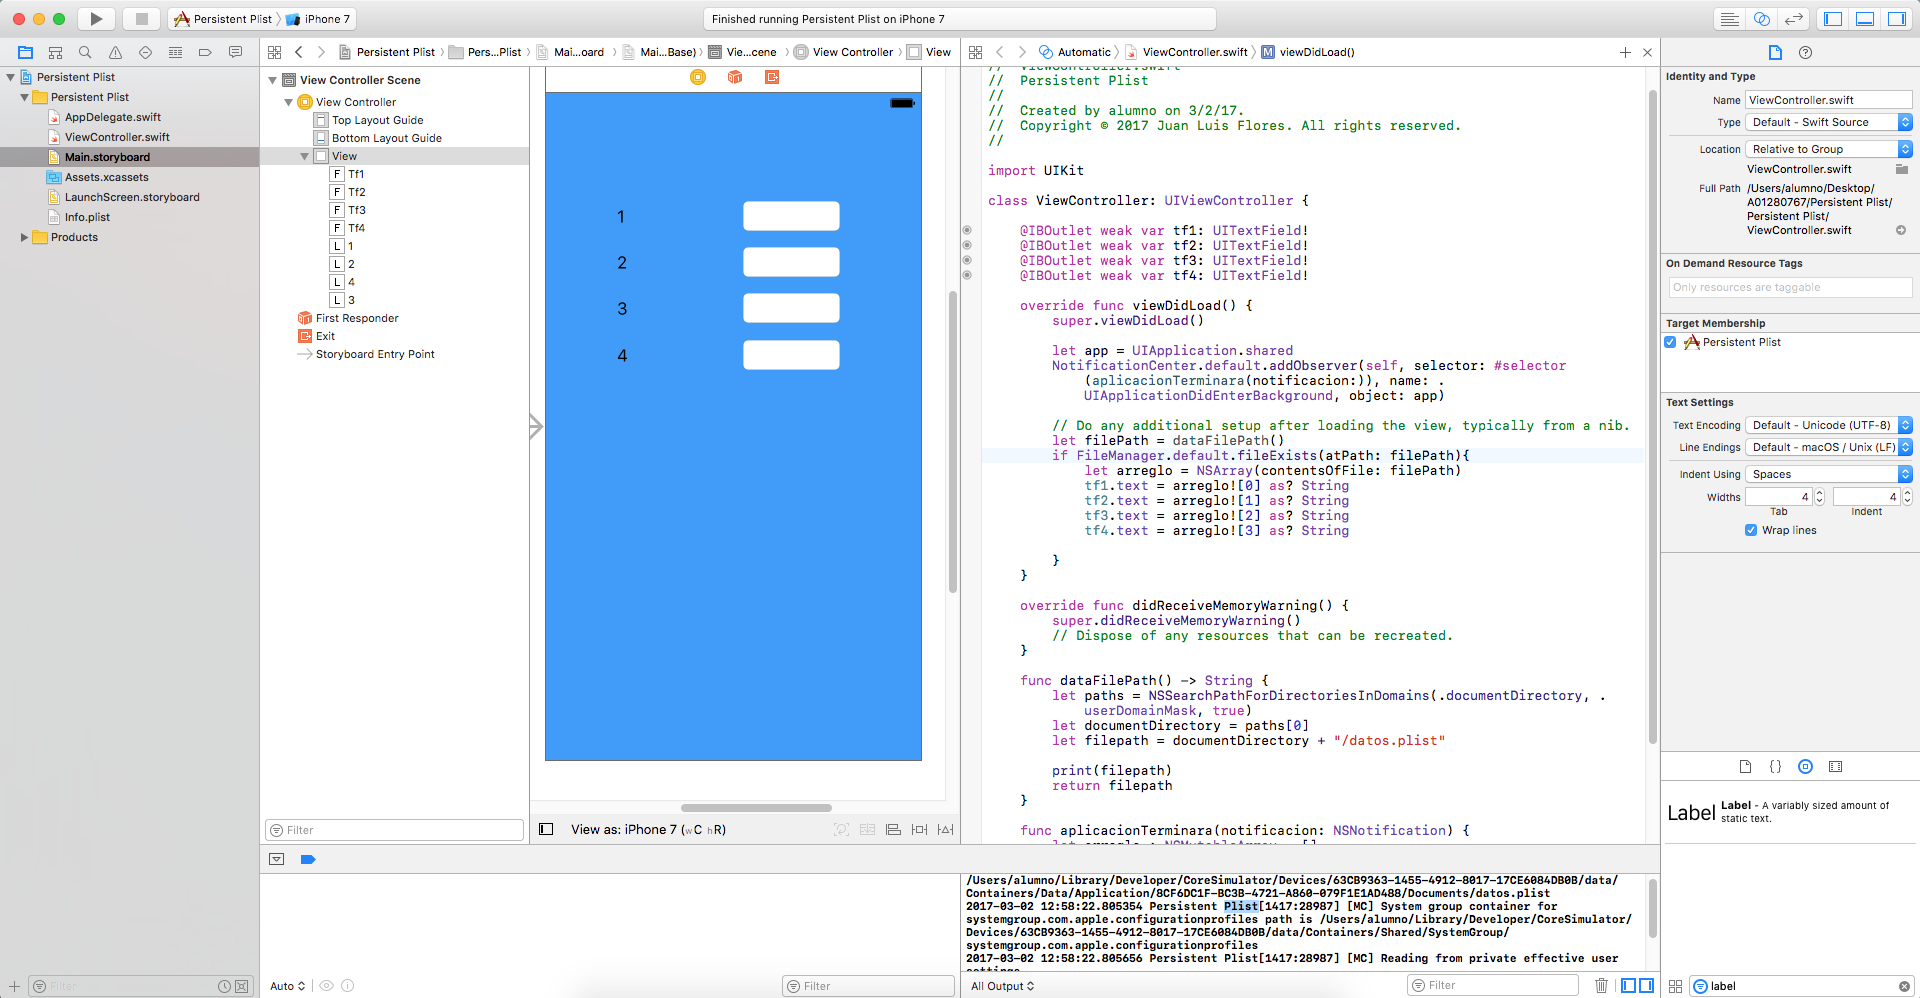 Persistent Plist
iPhone 7
Finished running Persistent Plist on iPhone 7
Persistent Plist
Pers...Plist
Mai...oard
Mai...Base)
Vie...cene
View Controller
View
Automatic
ViewController.swift
M viewDidLoad()
Persistent Plist
Persistent Plist
AppDelegate.swift
ViewController.swift
Main.storyboard
Assets.xcassets
LaunchScreen.storyboard
Info.plist
Products
View Controller Scene
View Controller
Top Layout Guide
Bottom Layout Guide
View
F Tf1
F Tf2
F Tf3
F Tf4
L 1
L 2
L 4
L 3
First Responder
Exit
Storyboard Entry Point
Filter
1
2
3
4
View as: iPhone 7 (wC hR)
// ViewController.swift
// Persistent Plist
//
// Created by alumno on 3/2/17.
// Copyright © 2017 Juan Luis Flores. All rights reserved.
//
import UIKit
class ViewController: UIViewController {
@IBOutlet weak var tf1: UITextField!
@IBOutlet weak var tf2: UITextField!
@IBOutlet weak var tf3: UITextField!
@IBOutlet weak var tf4: UITextField!
override func viewDidLoad() {
super.viewDidLoad()
let app = UIApplication.shared
NotificationCenter.default.addObserver(self, selector: #selector
(aplicacionTerminara(notificacion:)), name: .
UIApplicationDidEnterBackground, object: app)
// Do any additional setup after loading the view, typically from a nib.
let filePath = dataFilePath()
if FileManager.default.fileExists(atPath: filePath){
let arreglo = NSArray(contentsOfFile: filePath)
tf1.text = arreglo![0] as? String
tf2.text = arreglo![1] as? String
tf3.text = arreglo![2] as? String
tf4.text = arreglo![3] as? String
}
}
override func didReceiveMemoryWarning() {
super.didReceiveMemoryWarning()
// Dispose of any resources that can be recreated.
}
func dataFilePath() -> String {
let paths = NSSearchPathForDirectoriesInDomains(.documentDirectory, .
userDomainMask, true)
let documentDirectory = paths[0]
let filepath = documentDirectory + "/datos.plist"
print(filepath)
return filepath
}
func aplicacionTerminara(notificacion: NSNotification) {
let arreglo : NSMutableArray = []
Identity and Type
Name ViewController.swift
Type Default - Swift Source
Location Relative to Group
ViewController.swift
Full Path /Users/alumno/Desktop/
A01280767/Persistent Plist/
Persistent Plist/
ViewController.swift
On Demand Resource Tags
Only resources are taggable
Target Membership
Persistent Plist
Text Settings
Text Encoding Default - Unicode (UTF-8)
Line Endings Default - macOS / Unix (LF)
Indent Using Spaces
Widths 4 4
Tab Indent
Wrap lines
{}
Label
Label - A variably sized amount of
static text.
/Users/alumno/Library/Developer/CoreSimulator/Devices/63CB9363-1455-4912-8017-17CE6084DB0B/data/
Containers/Data/Application/8CF6DC1F-BC3B-4721-A860-079F1E1AD488/Documents/datos.plist
2017-03-02 12:58:22.805354 Persistent Plist[1417:28987] [MC] System group container for
systemgroup.com.apple.configurationprofiles path is /Users/alumno/Library/Developer/CoreSimulator/
Devices/63CB9363-1455-4912-8017-17CE6084DB0B/data/Containers/Shared/SystemGroup/
systemgroup.com.apple.configurationprofiles
2017-03-02 12:58:22.805656 Persistent Plist[1417:28987] [MC] Reading from private effective user
settings.
Filter
Auto
Filter
All Output
Filter
label